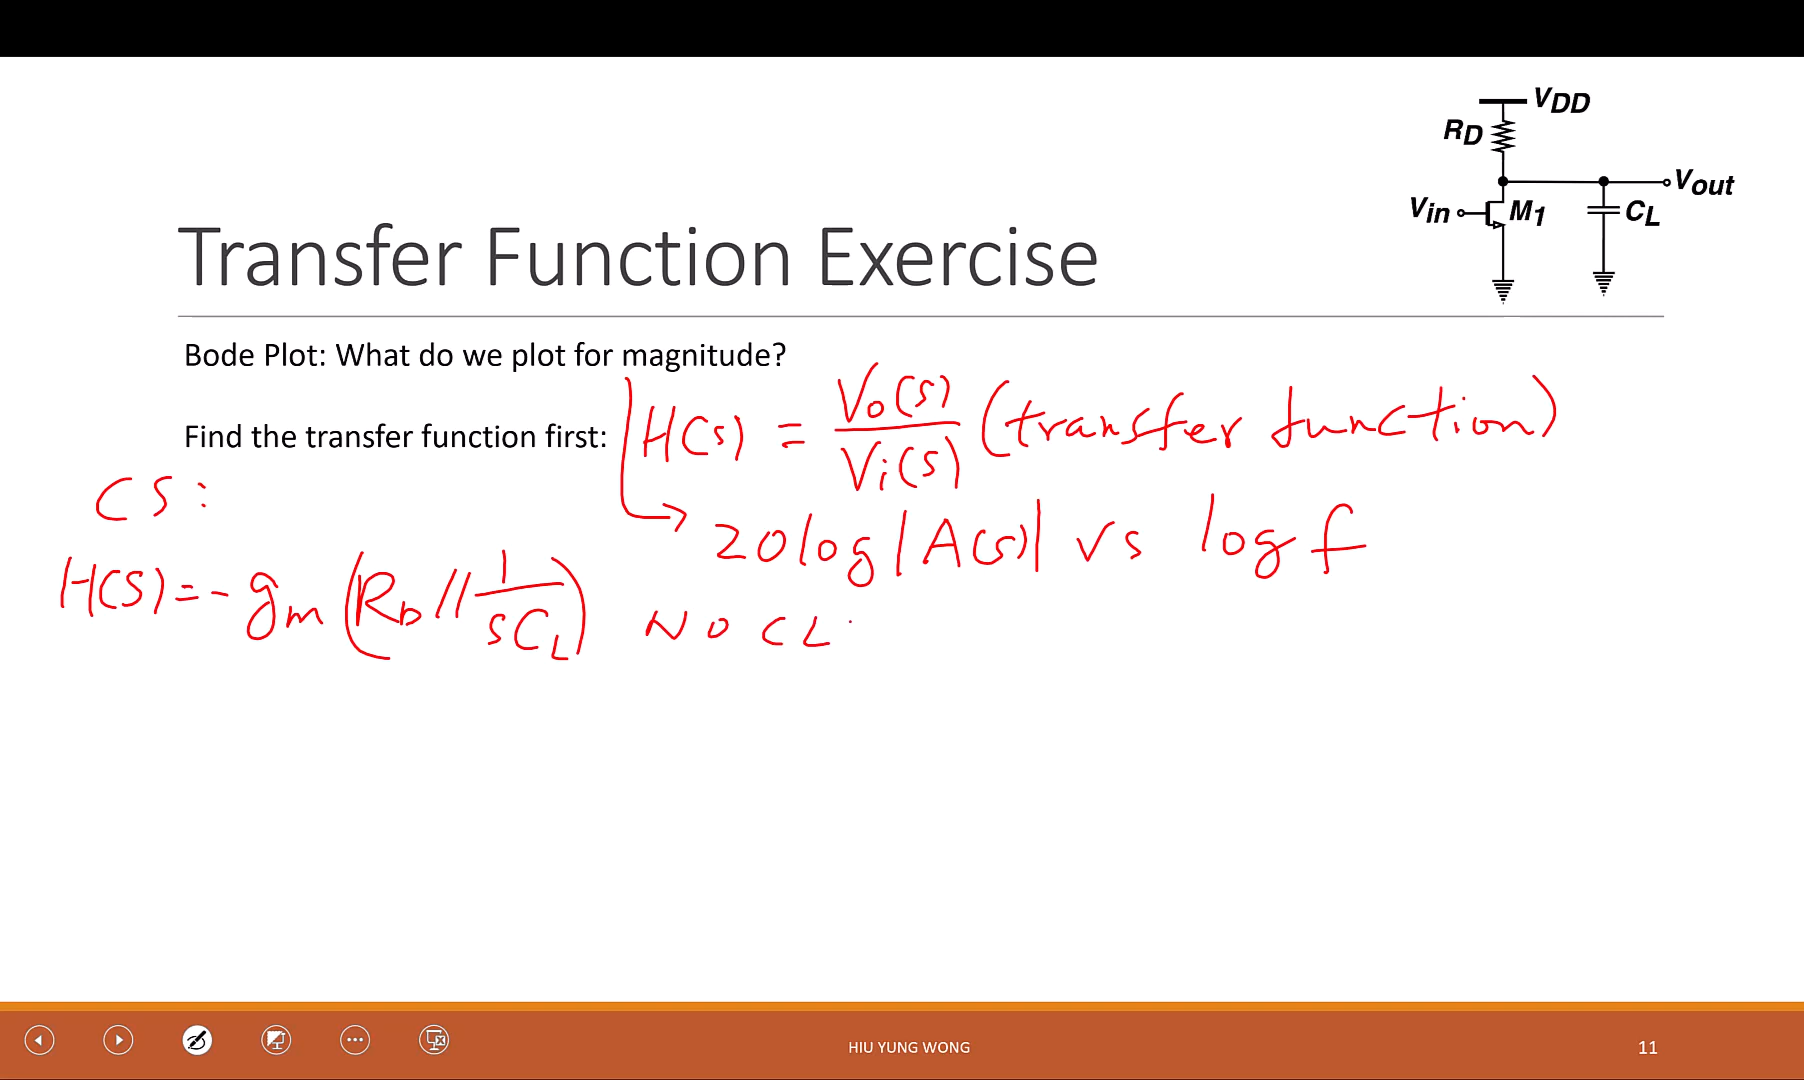 VDD
RD
Vout
Vin
M1
CL
Transfer Function Exercise
Bode Plot: What do we plot for magnitude?
Find the transfer function first:
H(s) = Vo(s) / Vi(s) (transfer function)
20log|A(s)| vs log f
CS:
H(s) = - gm (RD // 1/sCL) NO CL
HIU YUNG WONG
11